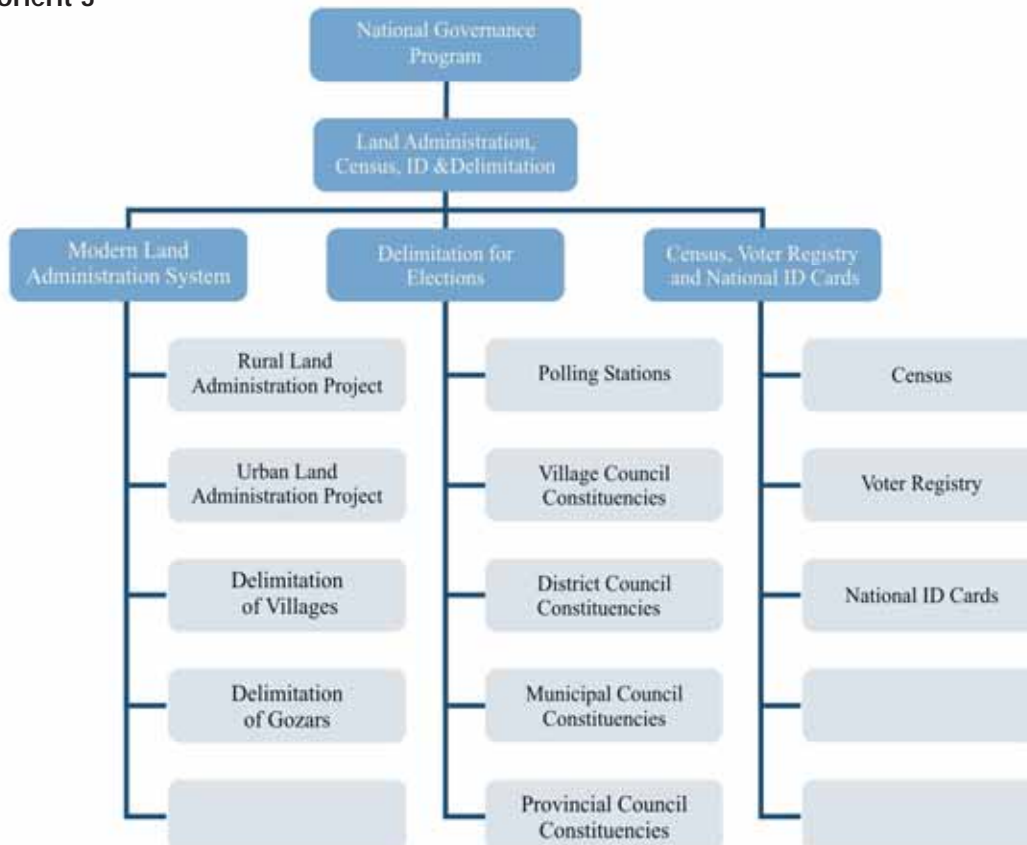 National Governance
Program
Land Administration,
Census, ID &Delimitation
Modern Land
Administration System
Delimitation for
Elections
Census, Voter Registry
and National ID Cards
Rural Land
Administration Project
Urban Land
Administration Project
Delimitation
of Villages
Delimitation
of Gozars
Polling Stations
Village Council
Constituencies
District Council
Constituencies
Municipal Council
Constituencies
Provincial Council
Constituencies
Census
Voter Registry
National ID Cards